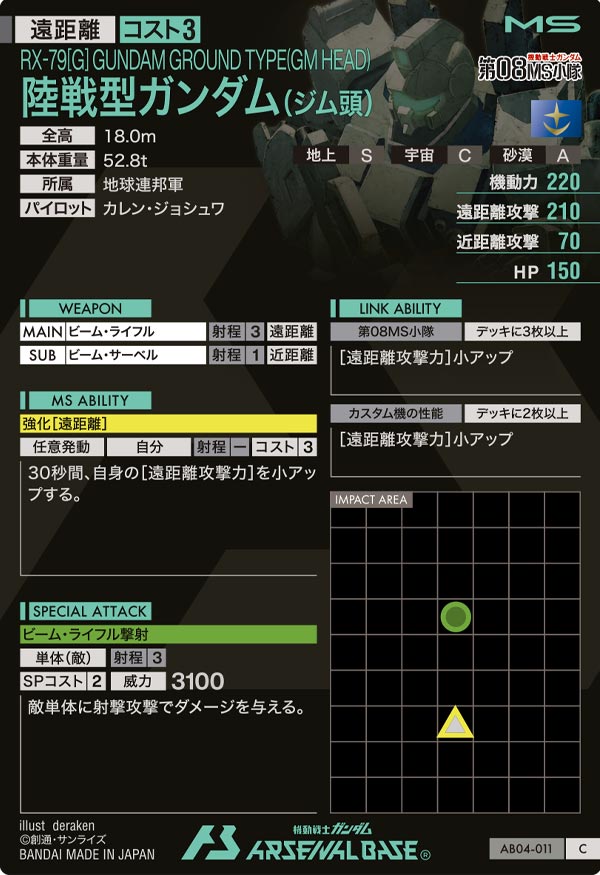 遠距離 コスト3 MS
RX-79[G] GUNDAM GROUND TYPE(GM HEAD)
陸戦型ガンダム(ジム頭)
機動戦士ガンダム
第08MS小隊
全高 18.0m
本体重量 52.8t
所属 地球連邦軍
パイロット カレン・ジョシュワ
地上 S 宇宙 C 砂漠 A
機動力 220
遠距離攻撃 210
近距離攻撃 70
HP 150
WEAPON
MAIN ビーム・ライフル 射程 3 遠距離
SUB ビーム・サーベル 射程 1 近距離
MS ABILITY
強化[遠距離]
任意発動 自分 射程 ー コスト 3
30秒間、自身の[遠距離攻撃力]を小アッ
プする。
SPECIAL ATTACK
ビーム・ライフル撃射
単体(敵) 射程 3
SPコスト 2 威力 3100
敵単体に射撃攻撃でダメージを与える。
LINK ABILITY
第08MS小隊 デッキに3枚以上
[遠距離攻撃力]小アップ
カスタム機の性能 デッキに2枚以上
[遠距離攻撃力]小アップ
IMPACT AREA
illust deraken
©創通・サンライズ
BANDAI MADE IN JAPAN
機動戦士ガンダム
ARSENAL BASE®
AB04-011 C